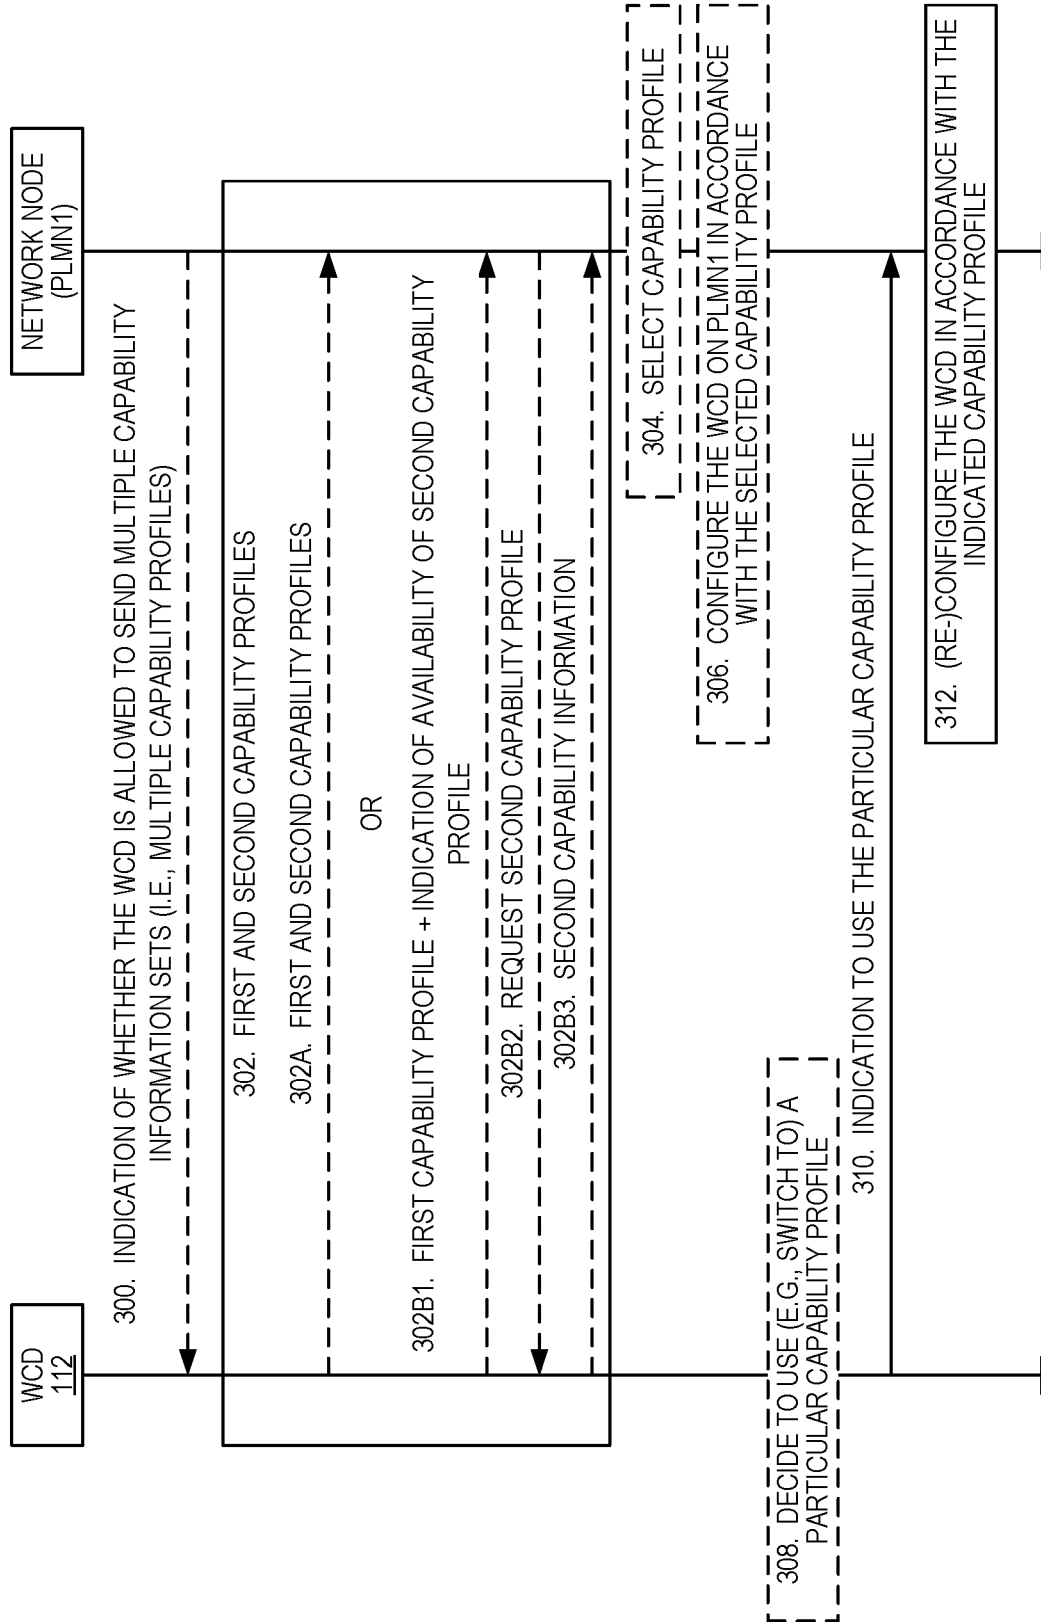 WCD
112
NETWORK NODE
(PLMN1)
300. INDICATION OF WHETHER THE WCD IS ALLOWED TO SEND MULTIPLE CAPABILITY
INFORMATION SETS (I.E., MULTIPLE CAPABILITY PROFILES)
302. FIRST AND SECOND CAPABILITY PROFILES
302A. FIRST AND SECOND CAPABILITY PROFILES
OR
302B1. FIRST CAPABILITY PROFILE + INDICATION OF AVAILABILITY OF SECOND CAPABILITY
PROFILE
302B2. REQUEST SECOND CAPABILITY PROFILE
302B3. SECOND CAPABILITY INFORMATION
304. SELECT CAPABILITY PROFILE
306. CONFIGURE THE WCD ON PLMN1 IN ACCORDANCE
WITH THE SELECTED CAPABILITY PROFILE
308. DECIDE TO USE (E.G., SWITCH TO) A
PARTICULAR CAPABILITY PROFILE
310. INDICATION TO USE THE PARTICULAR CAPABILITY PROFILE
312. (RE-)CONFIGURE THE WCD IN ACCORDANCE WITH THE
INDICATED CAPABILITY PROFILE